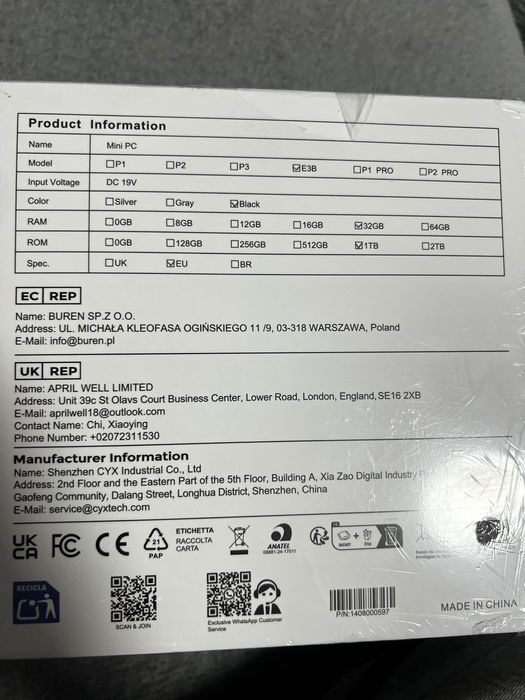 Product Information
Name Mini PC
Model ☐P1 ☐P2 ☐P3 ☑E3B ☐P1 PRO ☐P2 PRO
Input Voltage DC 19V
Color ☐Silver ☐Gray ☑Black
RAM ☐0GB ☐8GB ☐12GB ☐16GB ☑32GB ☐64GB
ROM ☐0GB ☐128GB ☐256GB ☐512GB ☑1TB ☐2TB
Spec. ☐UK ☑EU ☐BR
EC REP
Name: BUREN SP.Z O.O.
Address: UL. MICHAŁA KLEOFASA OGIŃSKIEGO 11 /9, 03-318 WARSZAWA, Poland
E-Mail: info@buren.pl
UK REP
Name: APRIL WELL LIMITED
Address: Unit 39c St Olavs Court Business Center, Lower Road, London, England, SE16 2XB
E-Mail: aprilwell18@outlook.com
Contact Name: Chi, Xiaoying
Phone Number: +02072311530
Manufacturer Information
Name: Shenzhen CYX Industrial Co., Ltd
Address: 2nd Floor and the Eastern Part of the 5th Floor, Building A, Xia Zao Digital Industry
Gaofeng Community, Dalang Street, Longhua District, Shenzhen, China
E-Mail: service@cyxtech.com
UK CA FC CE 21 PAP
ETICHETTA
RACCOLTA
CARTA
ANATEL
08881-24-17011
FR
SACHET + ÉTUI
RECICLA
SCAN & JOIN
Exclusive WhatsApp Customer
Service
P/N:1408000597
MADE IN CHINA